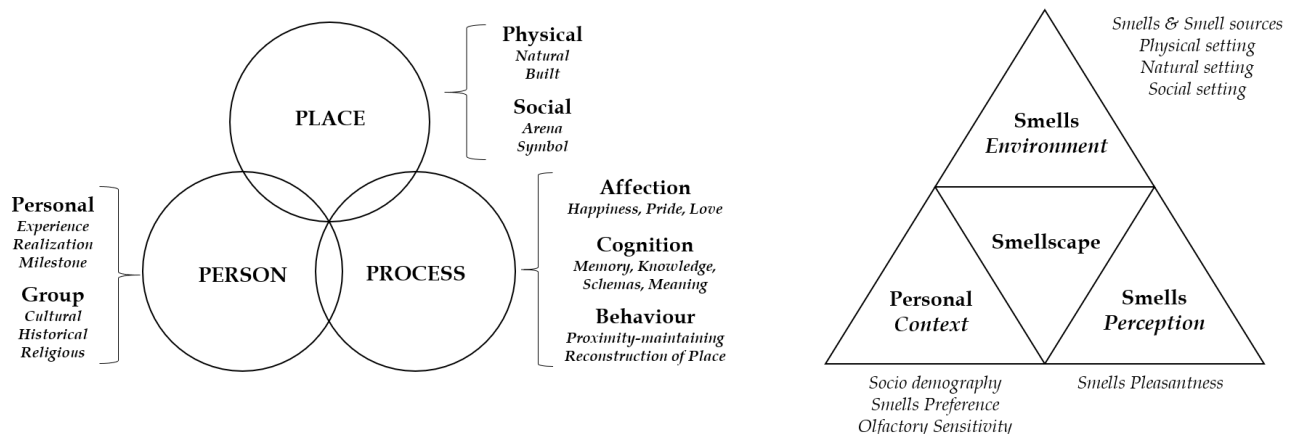 PLACE
Physical
Natural
Built
Social
Arena
Symbol
Personal
Experience
Realization
Milestone
Group
Cultural
Historical
Religious
PERSON
PROCESS
Affection
Happiness, Pride, Love
Cognition
Memory, Knowledge,
Schemas, Meaning
Behaviour
Proximity-maintaining
Reconstruction of Place
Smells & Smell sources
Physical setting
Natural setting
Social setting
Smells
Environment
Smellscape
Personal
Context
Smells
Perception
Socio demography
Smells Preference
Olfactory Sensitivity
Smells Pleasantness